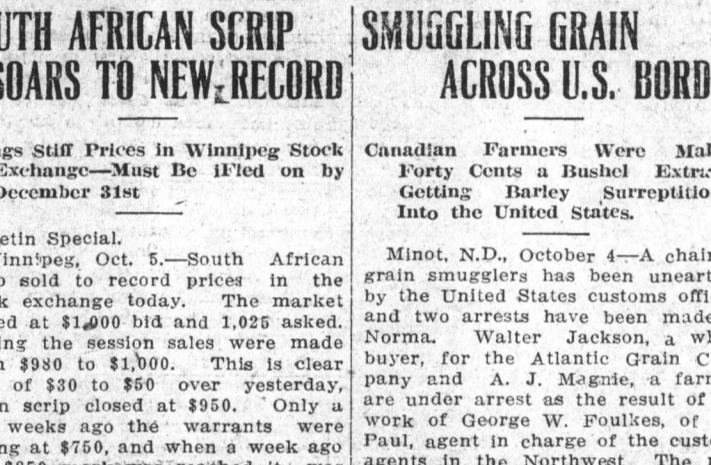 UTH AFRICAN SCRIP
SOARS TO NEW RECORD
gs Stiff Prices in Winnipeg Stock
Exchange—Must Be iFled on by
December 31st
etin Special.
innipeg, Oct. 5.—South African
sold to record prices in the
k exchange today. The market
ed at $1,000 bid and 1,025 asked.
ing the session sales were made
$980 to $1,000. This is clear
of $30 to $50 over yesterday,
n scrip closed at $950. Only a
weeks ago the warrants were
ng at $750, and when a week ago
SMUGGLING GRAIN
ACROSS U.S. BORD
Canadian Farmers Were Mak
Forty Cents a Bushel Extra
Getting Barley Surreptitio
Into the United States.
Minot, N.D., October 4—A chain
grain smugglers has been uneart
by the United States customs offi
and two arrests have been made
Norma. Walter Jackson, a wh
buyer, for the Atlantic Grain C
pany and A. J. Magnie, a farm
are under arrest as the result of
work of George W. Foulkes, of
Paul, agent in charge of the custo
agents in the Northwest. The